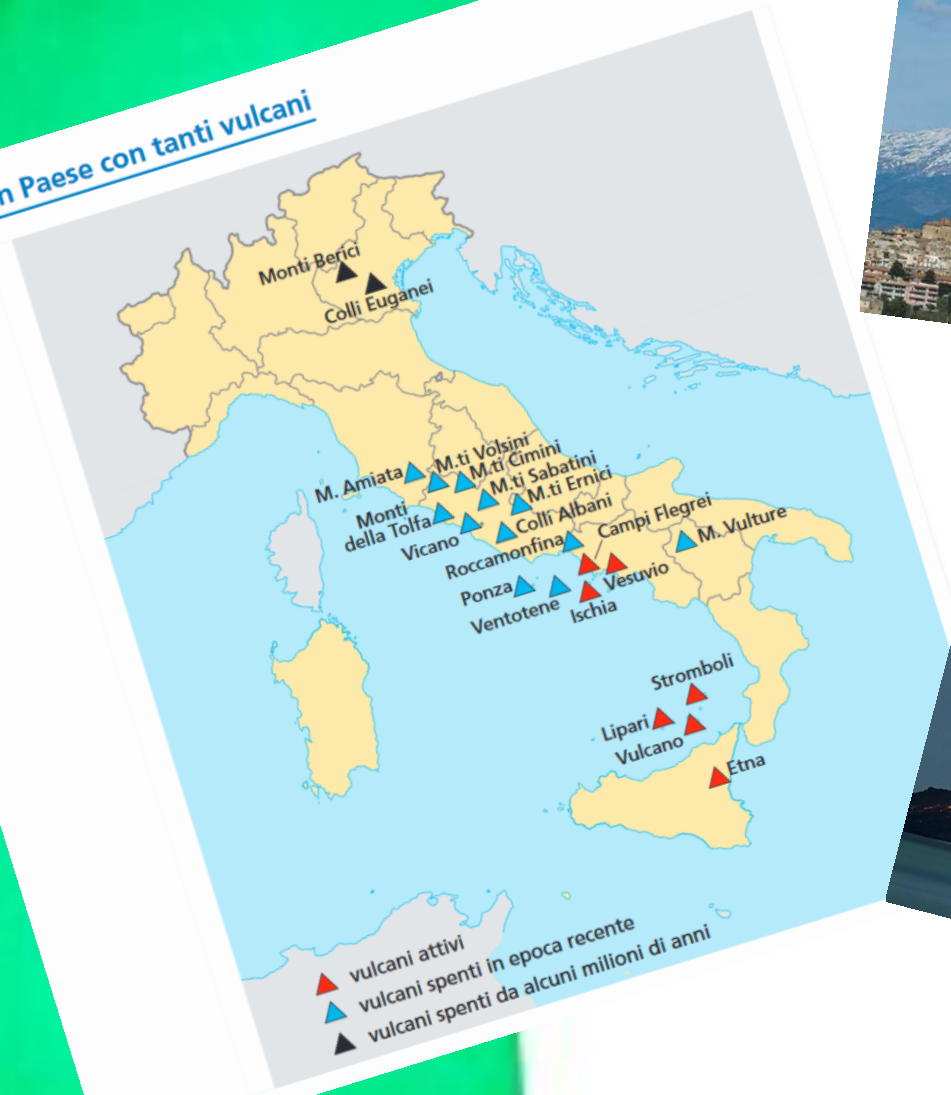 n Paese con tanti vulcani
Monti Berici
Colli Euganei
M. Amiata
M.ti Volsini
M.ti Cimini
M.ti Sabatini
M.ti Ernici
Monti
della Tolfa
Vicano
Colli Albani
Roccamonfina
Campi Flegrei
M. Vulture
Ponza
Ventotene
Vesuvio
Ischia
Stromboli
Lipari
Vulcano
Etna
vulcani attivi
vulcani spenti in epoca recente
vulcani spenti da alcuni milioni di anni